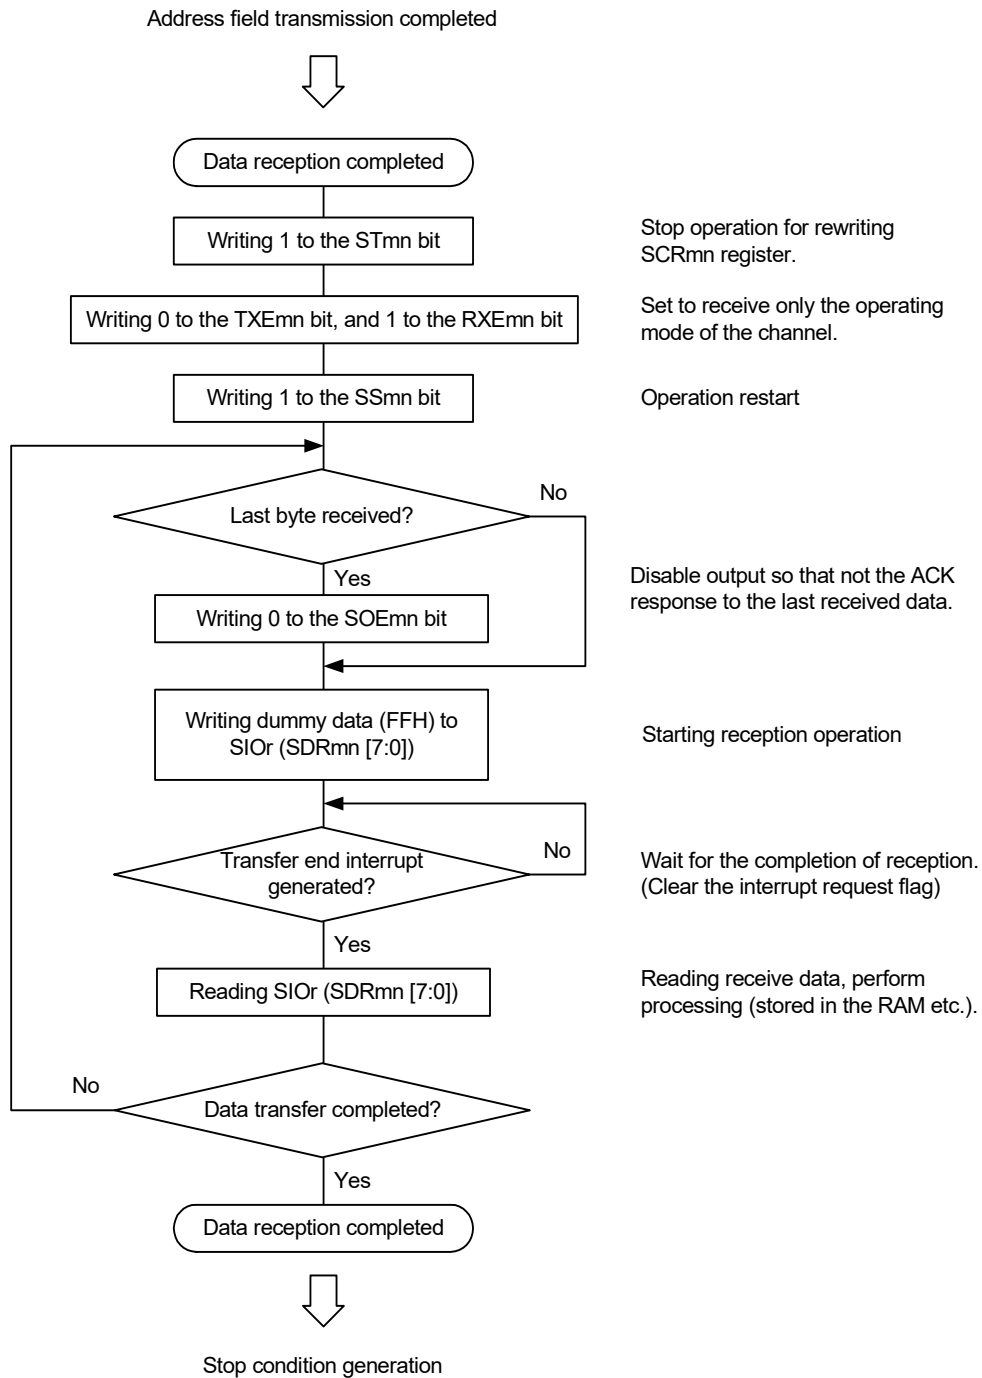 Address field transmission completed
Data reception completed
Writing 1 to the STmn bit
Stop operation for rewriting
SCRmn register.
Writing 0 to the TXEmn bit, and 1 to the RXEmn bit
Set to receive only the operating
mode of the channel.
Writing 1 to the SSmn bit
Operation restart
No
Last byte received?
Yes
Disable output so that not the ACK
response to the last received data.
Writing 0 to the SOEmn bit
Writing dummy data (FFH) to
SIOr (SDRmn [7:0])
Starting reception operation
Transfer end interrupt
generated?
No
Wait for the completion of reception.
(Clear the interrupt request flag)
Yes
Reading SIOr (SDRmn [7:0])
Reading receive data, perform
processing (stored in the RAM etc.).
No
Data transfer completed?
Yes
Data reception completed
Stop condition generation